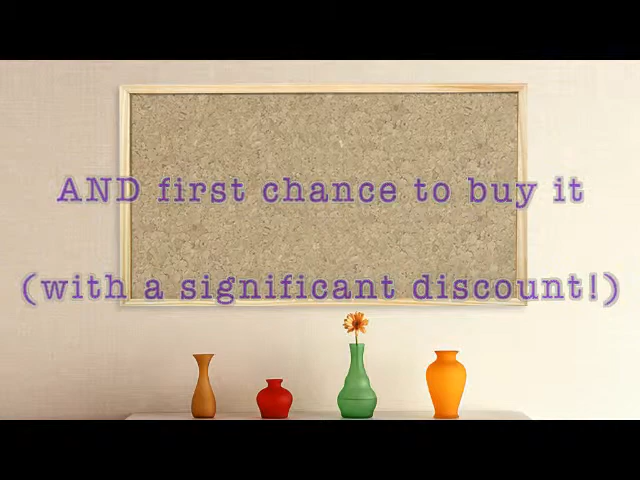 AND first chance to buy it
(with a significant discount!)